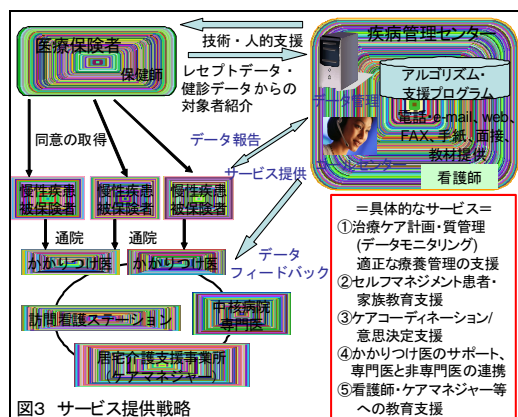 医療保険者
保健師
技術・人的支援
レセプトデータ・
健診データからの
対象者紹介
疾病管理センター
アルゴリズム・
支援プログラム
データ管理
電話・e-mail、web、
FAX、手紙、面接、
教材提供
コールセンター
看護師
同意の取得
データ報告
サービス提供
慢性疾患
被保険者
慢性疾患
被保険者
慢性疾患
被保険者
通院
通院
かかりつけ医
かかりつけ医
データ
フィードバック
訪問看護ステーション
中核病院
専門医
居宅介護支援事業所
(ケアマネジャー)
＝具体的なサービス＝
①治療ケア計画・質管理
(データモニタリング)
適正な療養管理の支援
②セルフマネジメント患者・
家族教育支援
③ケアコーディネーション/
意思決定支援
④かかりつけ医のサポート、
専門医と非専門医の連携
⑤看護師・ケアマネジャー等
への教育支援
図3 サービス提供戦略